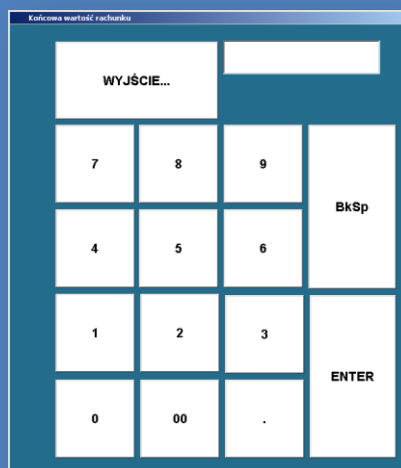 Końcowa wartość rachunku
WYJŚCIE...
7 8 9 BkSp
4 5 6
1 2 3 ENTER
0 00 .